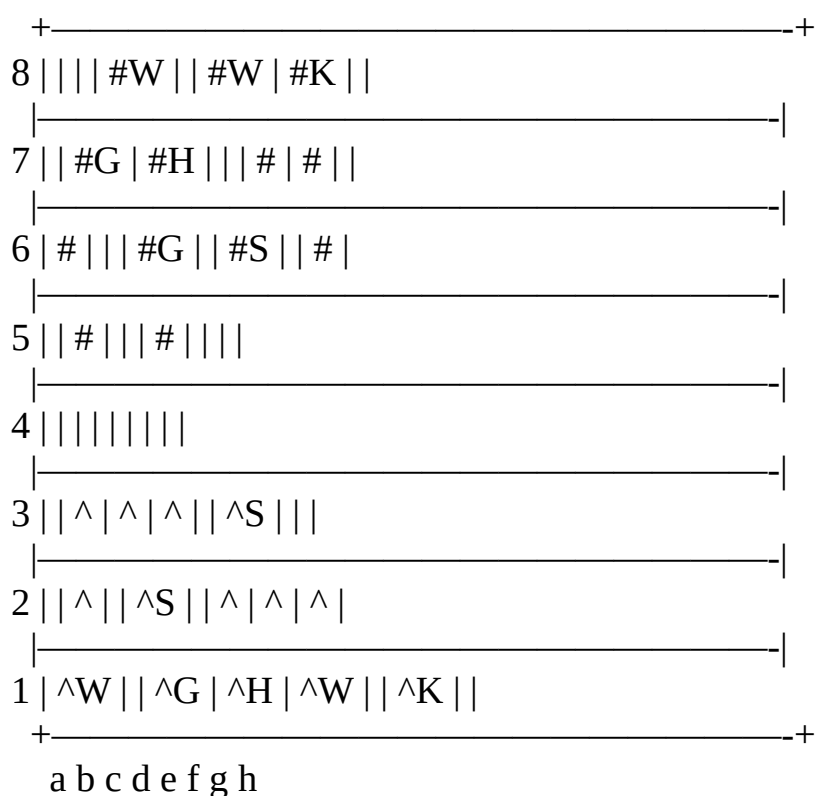 +—————————————————————-+
8 | | | | #W | | #W | #K | |
|—————————————————————-|
7 | | #G | #H | | | # | # | |
|—————————————————————-|
6 | # | | | #G | | #S | | # |
|—————————————————————-|
5 | | # | | | # | | | |
|—————————————————————-|
4 | | | | | | | | |
|—————————————————————-|
3 | | ^ | ^ | ^ | | ^S | | |
|—————————————————————-|
2 | | ^ | | ^S | | ^ | ^ | ^ |
|—————————————————————-|
1 | ^W | | ^G | ^H | ^W | | ^K | |
+—————————————————————-+
a b c d e f g h